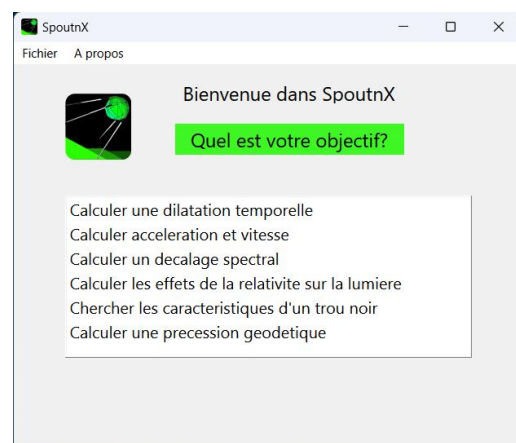 SpoutnX
Fichier A propos
Bienvenue dans SpoutnX
Quel est votre objectif?
Calculer une dilatation temporelle
Calculer acceleration et vitesse
Calculer un decalage spectral
Calculer les effets de la relativite sur la lumiere
Chercher les caracteristiques d'un trou noir
Calculer une precession geodetique